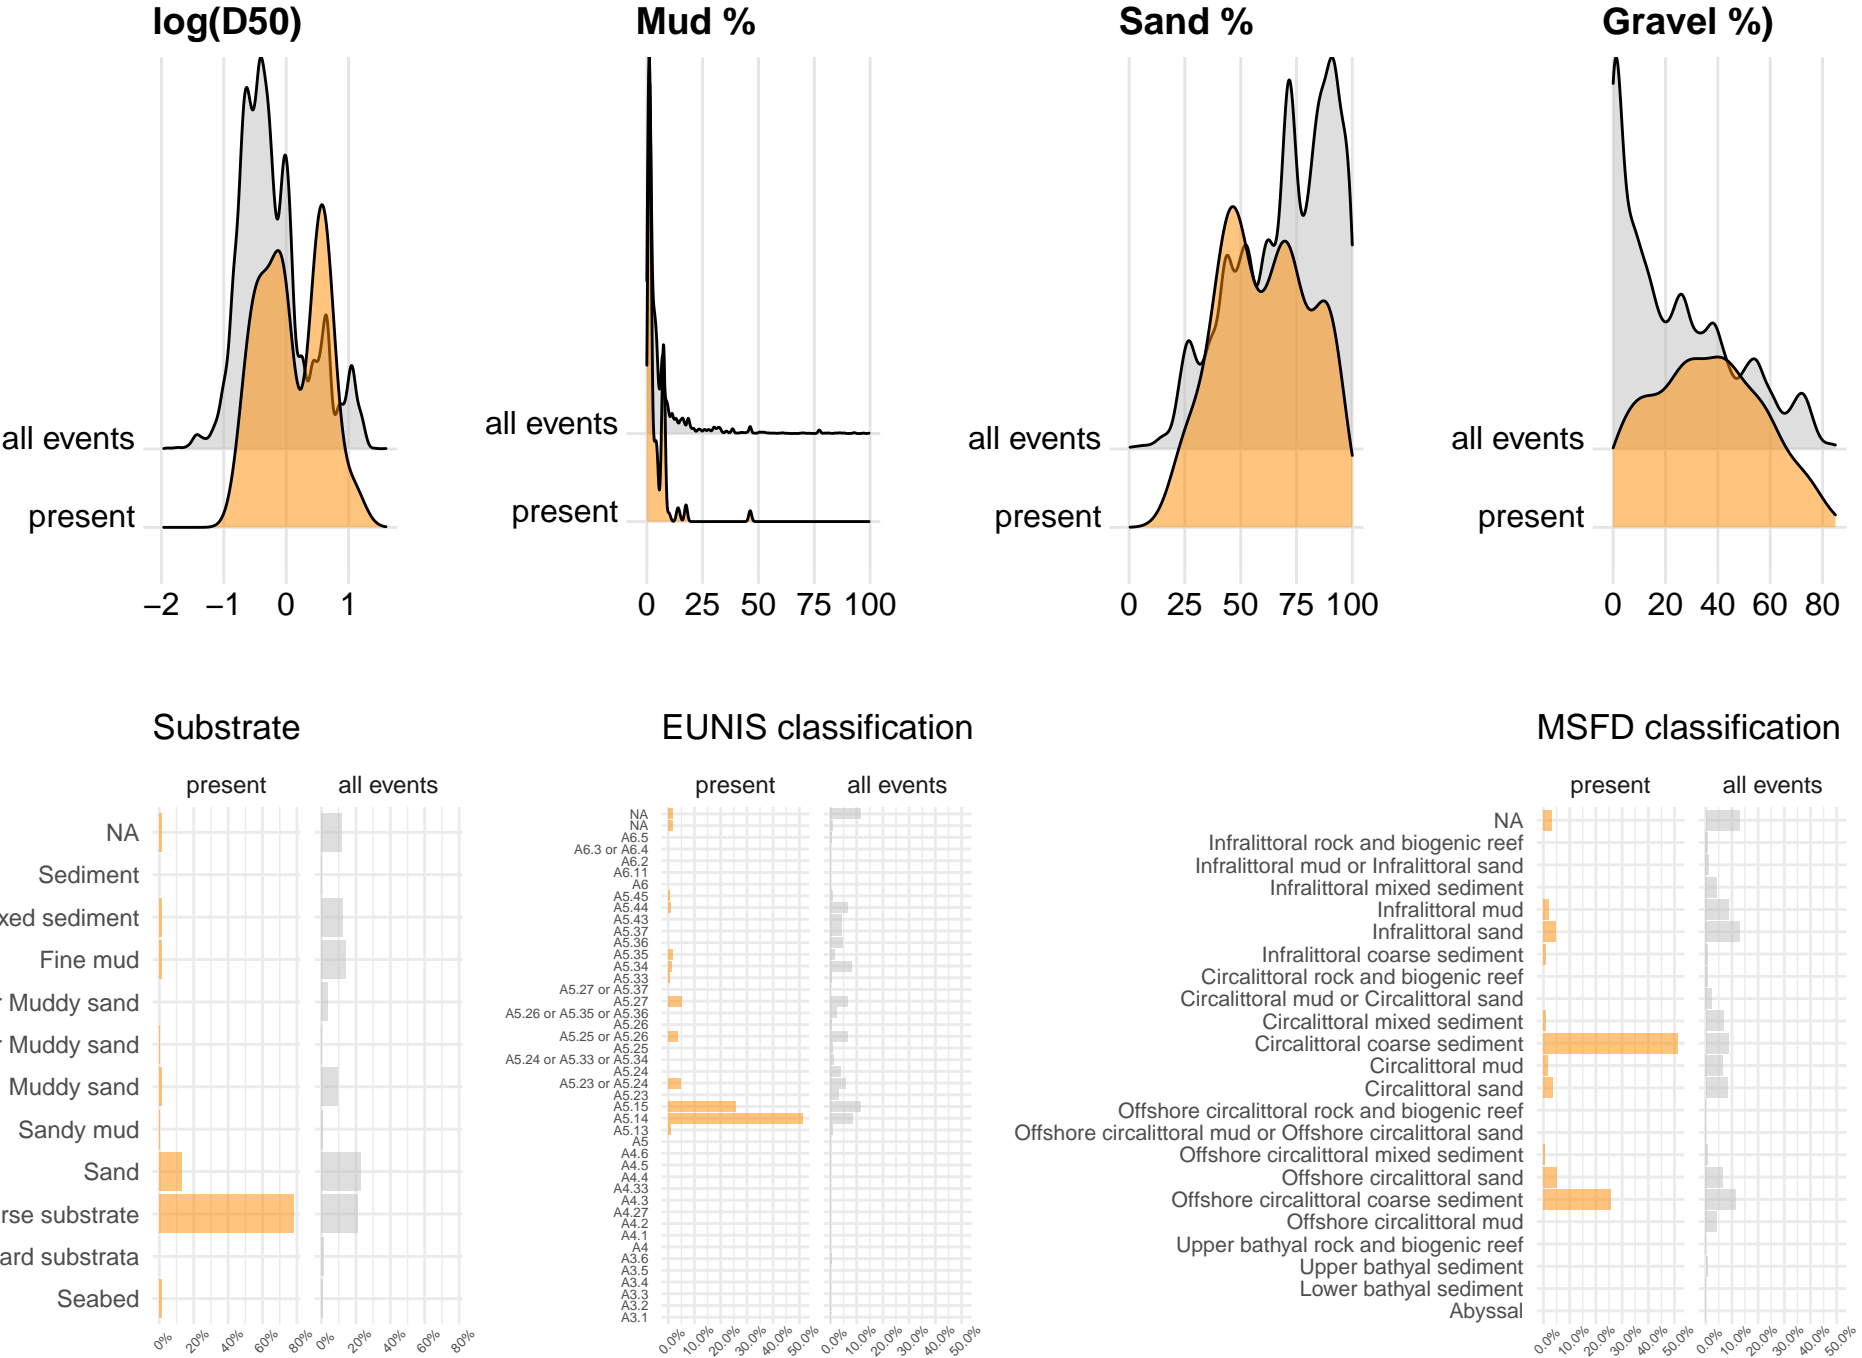 log(D50) Mud % Sand % Gravel %)
all events all events all events all events
present present present present
−2 −1 0 1 0 25 50 75 100 0 25 50 75 100 0 20 40 60 80
Substrate EUNIS classification MSFD classification
present all events present all events present all events
NA
Sediment
xed sediment
Fine mud
r Muddy sand
r Muddy sand
Muddy sand
Sandy mud
Sand
rse substrate
ard substrata
Seabed
0% 20% 40% 60% 80% 0% 20% 40% 60% 80%
NA
NA
A6.5
A6.3 or A6.4
A6.2
A6.11
A6
A5.45
A5.44
A5.43
A5.37
A5.36
A5.35
A5.34
A5.33
A5.27 or A5.37
A5.27
A5.26 or A5.35 or A5.36
A5.26
A5.25 or A5.26
A5.25
A5.24 or A5.33 or A5.34
A5.24
A5.23 or A5.24
A5.23
A5.15
A5.14
A5.13
A5
A4.6
A4.5
A4.4
A4.33
A4.3
A4.27
A4.2
A4.1
A4
A3.6
A3.5
A3.4
A3.3
A3.2
A3.1
0.0% 10.0% 20.0% 30.0% 40.0% 50.0% 0.0% 10.0% 20.0% 30.0% 40.0% 50.0%
NA
Infralittoral rock and biogenic reef
Infralittoral mud or Infralittoral sand
Infralittoral mixed sediment
Infralittoral mud
Infralittoral sand
Infralittoral coarse sediment
Circalittoral rock and biogenic reef
Circalittoral mud or Circalittoral sand
Circalittoral mixed sediment
Circalittoral coarse sediment
Circalittoral mud
Circalittoral sand
Offshore circalittoral rock and biogenic reef
Offshore circalittoral mud or Offshore circalittoral sand
Offshore circalittoral mixed sediment
Offshore circalittoral sand
Offshore circalittoral coarse sediment
Offshore circalittoral mud
Upper bathyal rock and biogenic reef
Upper bathyal sediment
Lower bathyal sediment
Abyssal
0.0% 10.0% 20.0% 30.0% 40.0% 50.0% 0.0% 10.0% 20.0% 30.0% 40.0% 50.0%